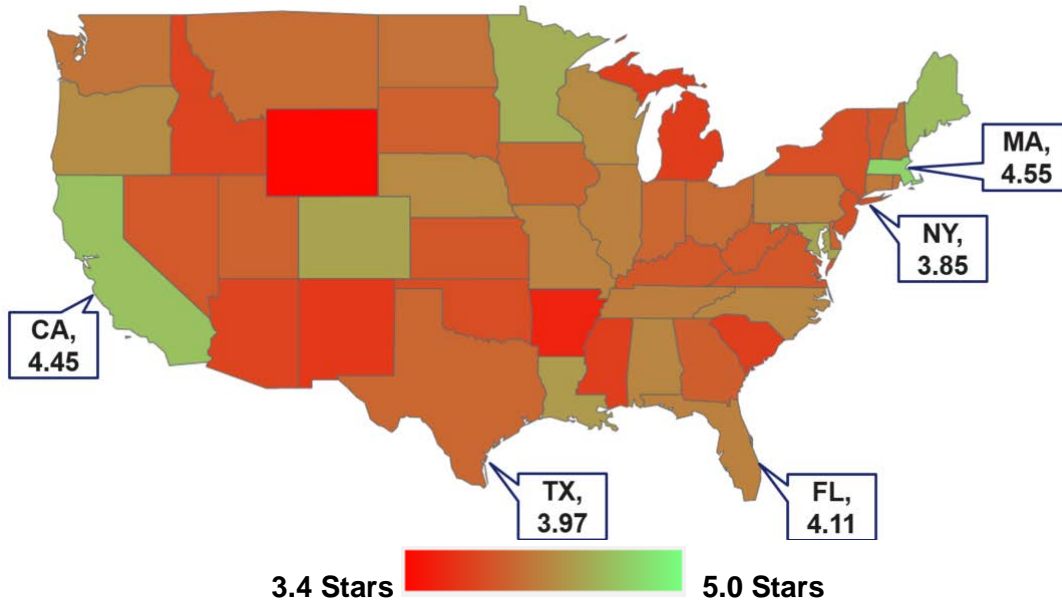 MA,
4.55
NY,
3.85
CA,
4.45
TX,
3.97
FL,
4.11
3.4 Stars
5.0 Stars